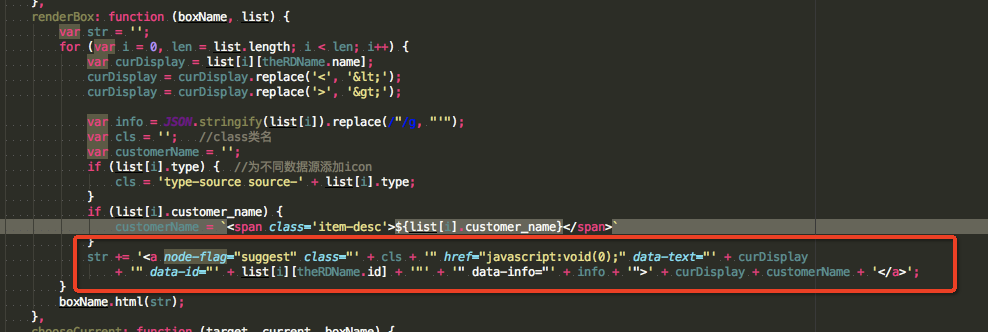 },
renderBox: function (boxName, list) {
var str = '';
for (var i = 0, len = list.length; i < len; i++) {
var curDisplay = list[i][theRDName.name];
curDisplay = curDisplay.replace('<', '&lt;');
curDisplay = curDisplay.replace('>', '&gt;');
var info = JSON.stringify(list[i]).replace(/"/g, "'");
var cls = ''; //class类名
var customerName = '';
if (list[i].type) { //为不同数据源添加icon
cls = 'type-source source-' + list[i].type;
}
if (list[i].customer_name) {
customerName = `<span class='item-desc'>${list[i].customer_name}</span>`
}
str += '<a node-flag="suggest" class="' + cls + '" href="javascript:void(0);" data-text="' + curDisplay
+ '" data-id="' + list[i][theRDName.id] + '"' + '" data-info="' + info + '">' + curDisplay + customerName + '</a>';
}
boxName.html(str);
},
chooseCurrent: function (target, current, boxName) {